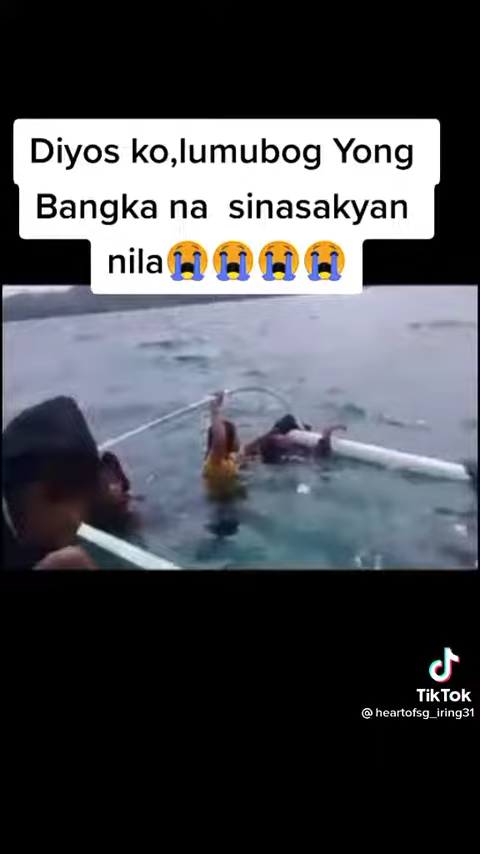 Diyos ko,lumubog Yong
Bangka na sinasakyan
nila😭😭😭😭
TikTok
@heartofsg_iring31